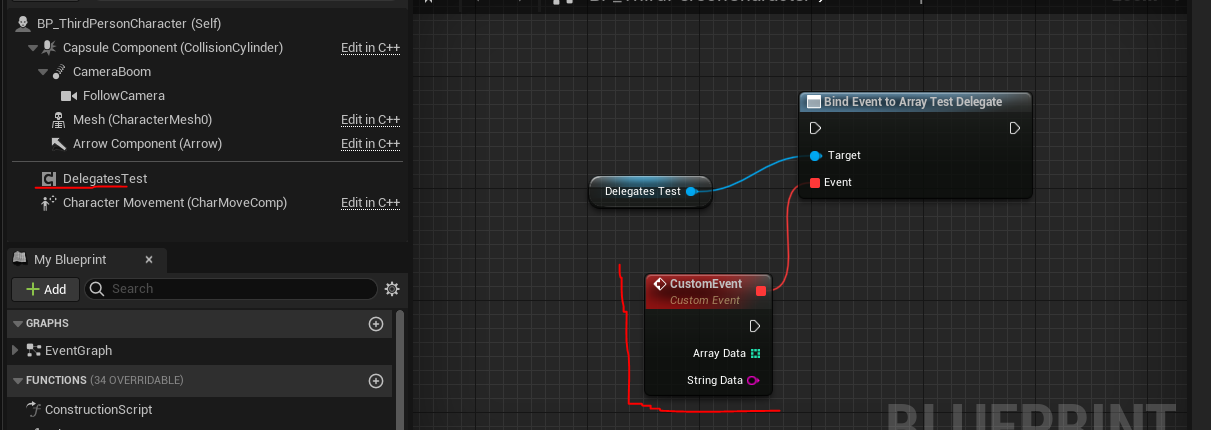 BP_ThirdPersonCharacter (Self)
Capsule Component (CollisionCylinder) Edit in C++
CameraBoom
FollowCamera
Mesh (CharacterMesh0) Edit in C++
Arrow Component (Arrow) Edit in C++
DelegatesTest
Character Movement (CharMoveComp) Edit in C++
My Blueprint
Add
Search
GRAPHS
EventGraph
FUNCTIONS (34 OVERRIDABLE)
ConstructionScript
Bind Event to Array Test Delegate
Target
Event
Delegates Test
CustomEvent
Custom Event
Array Data
String Data
BLUEPRINT